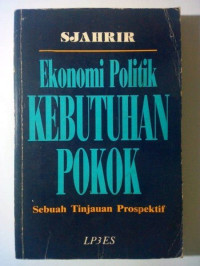 SJAHRIR
Ekonomi Politik
KEBUTUHAN
POKOK
Sebuah Tinjauan Prospektif
LP3ES